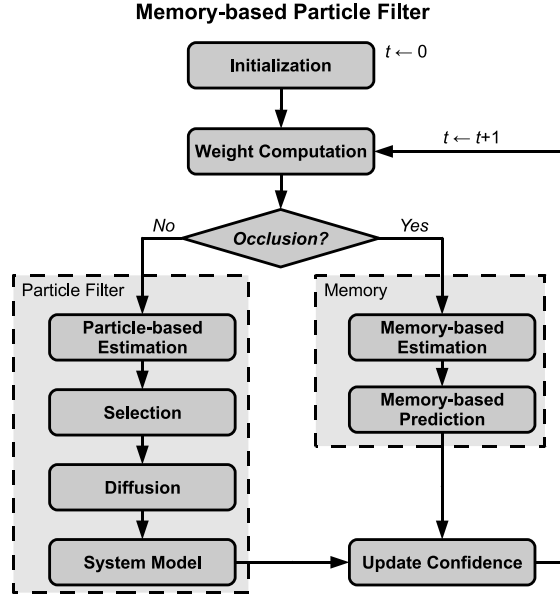 Memory-based Particle Filter
Initialization
t ← 0
Weight Computation
t ← t+1
Occlusion?
No
Yes
Particle Filter
Particle-based
Estimation
Selection
Diffusion
System Model
Memory
Memory-based
Estimation
Memory-based
Prediction
Update Confidence